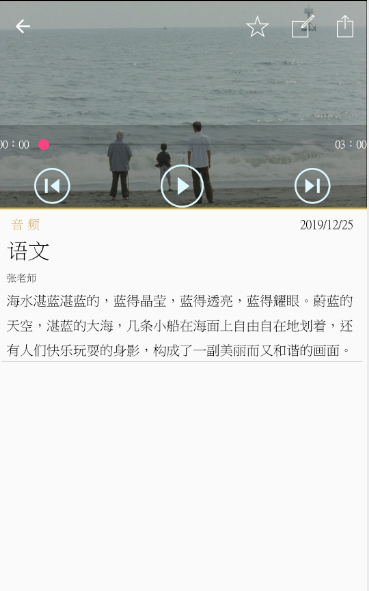 00：00
03：00
音 频
2019/12/25
语文
张老師
海水湛蓝湛蓝的，蓝得晶莹，蓝得透亮，蓝得耀眼。蔚蓝的
天空，湛蓝的大海，几条小船在海面上自由自在地划着，还
有人们快乐玩耍的身影，构成了一副美丽而又和谐的画面。